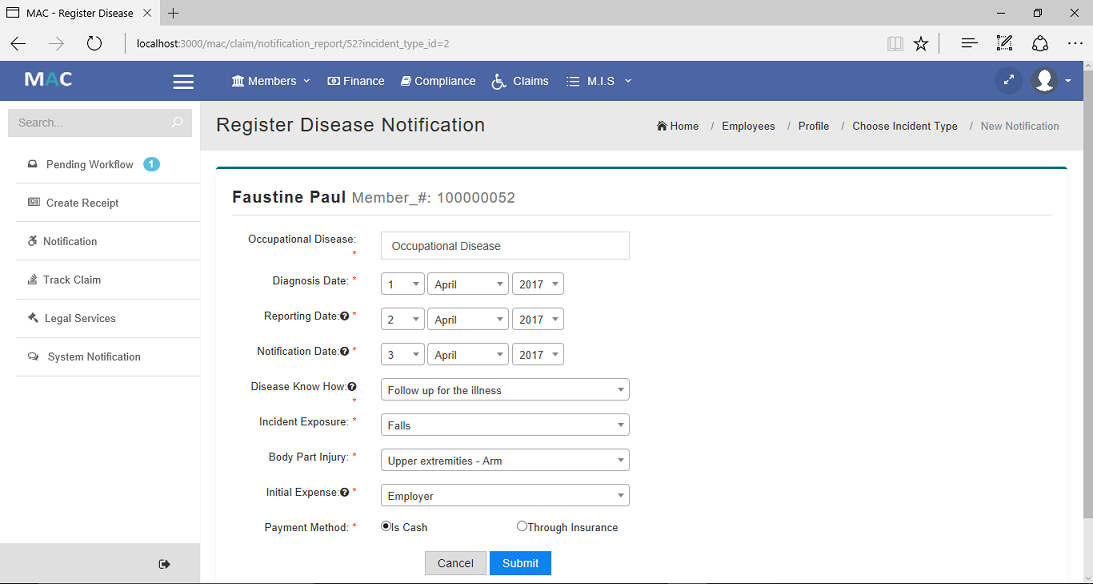 MAC - Register Disease
localhost:3000/mac/claim/notification_report/52?incident_type_id=2
MAC
Members Finance Compliance Claims M.I.S
Search...
Register Disease Notification
Home / Employees / Profile / Choose Incident Type / New Notification
Pending Workflow 1
Create Receipt
Notification
Track Claim
Legal Services
System Notification
Faustine Paul Member_#: 100000052
Occupational Disease: * Occupational Disease
Diagnosis Date: * 1 April 2017
Reporting Date: * 2 April 2017
Notification Date: * 3 April 2017
Disease Know How: * Follow up for the illness
Incident Exposure: * Falls
Body Part Injury: * Upper extremities - Arm
Initial Expense: * Employer
Payment Method: * Is Cash Through Insurance
Cancel Submit